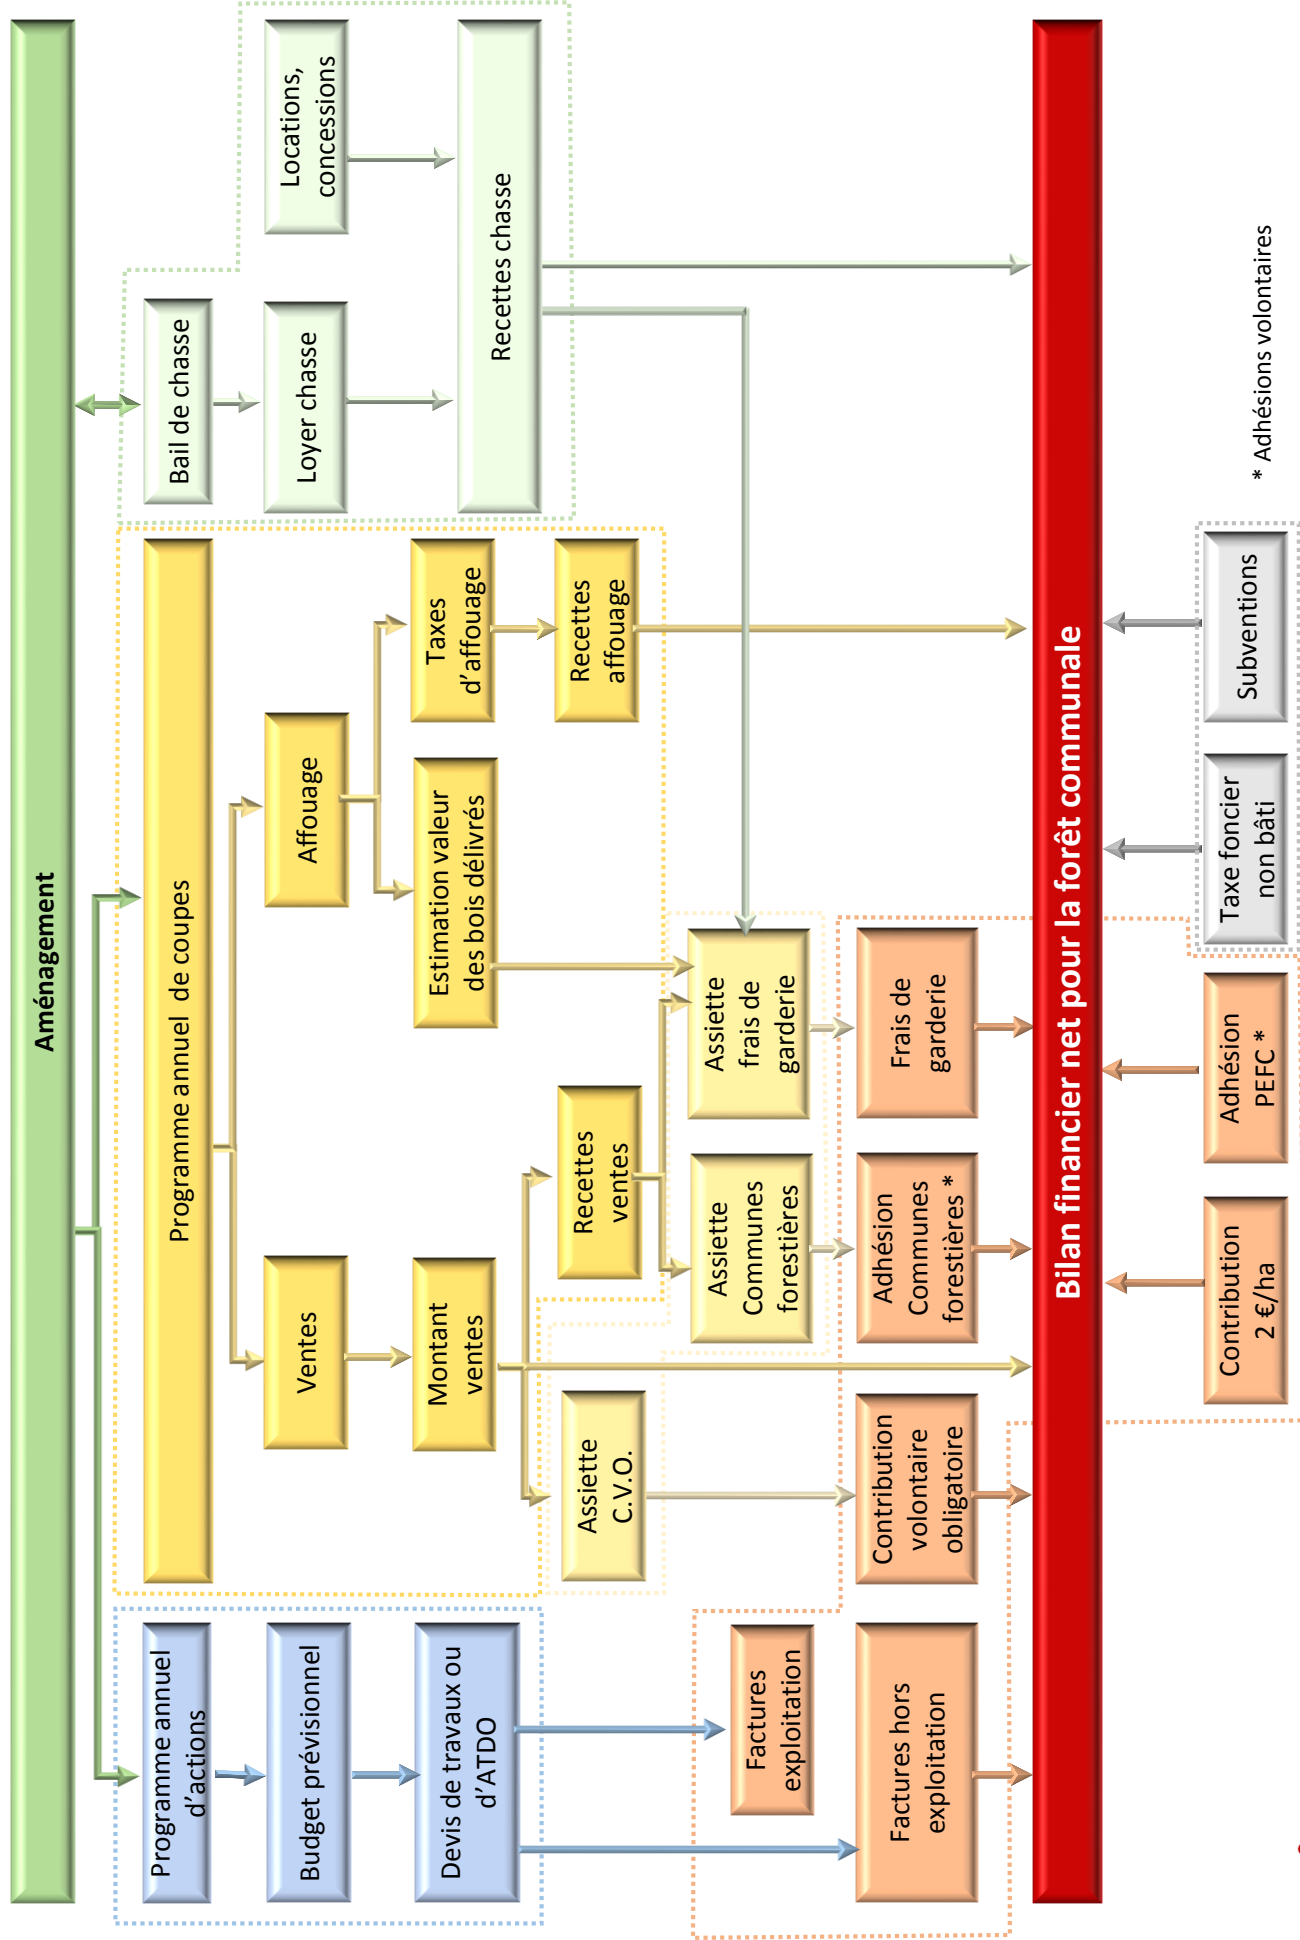 Aménagement
Programme annuel
d’actions
Budget prévisionnel
Devis de travaux ou
d’ATDO
Factures
exploitation
Factures hors
exploitation
Programme annuel de coupes
Ventes
Montant
ventes
Assiette
C.V.O.
Contribution
volontaire
obligatoire
Recettes
ventes
Assiette
Communes
forestières
Adhésion
Communes
forestières *
Affouage
Estimation valeur
des bois délivrés
Assiette
frais de
garderie
Frais de
garderie
Taxes
d’affouage
Recettes
affouage
Bail de chasse
Loyer chasse
Locations,
concessions
Recettes chasse
Bilan financier net pour la forêt communale
Contribution
2 €/ha
Adhésion
PEFC *
Taxe foncier
non bâti
Subventions
* Adhésions volontaires